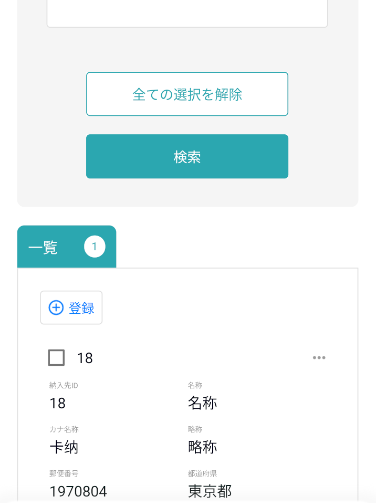 全ての選択を解除
検索
一覧 1
登録
18
納入先ID 名称
18 名称
カナ名称 略称
卡纳 略称
郵便番号 都道府県
1970804 東京都